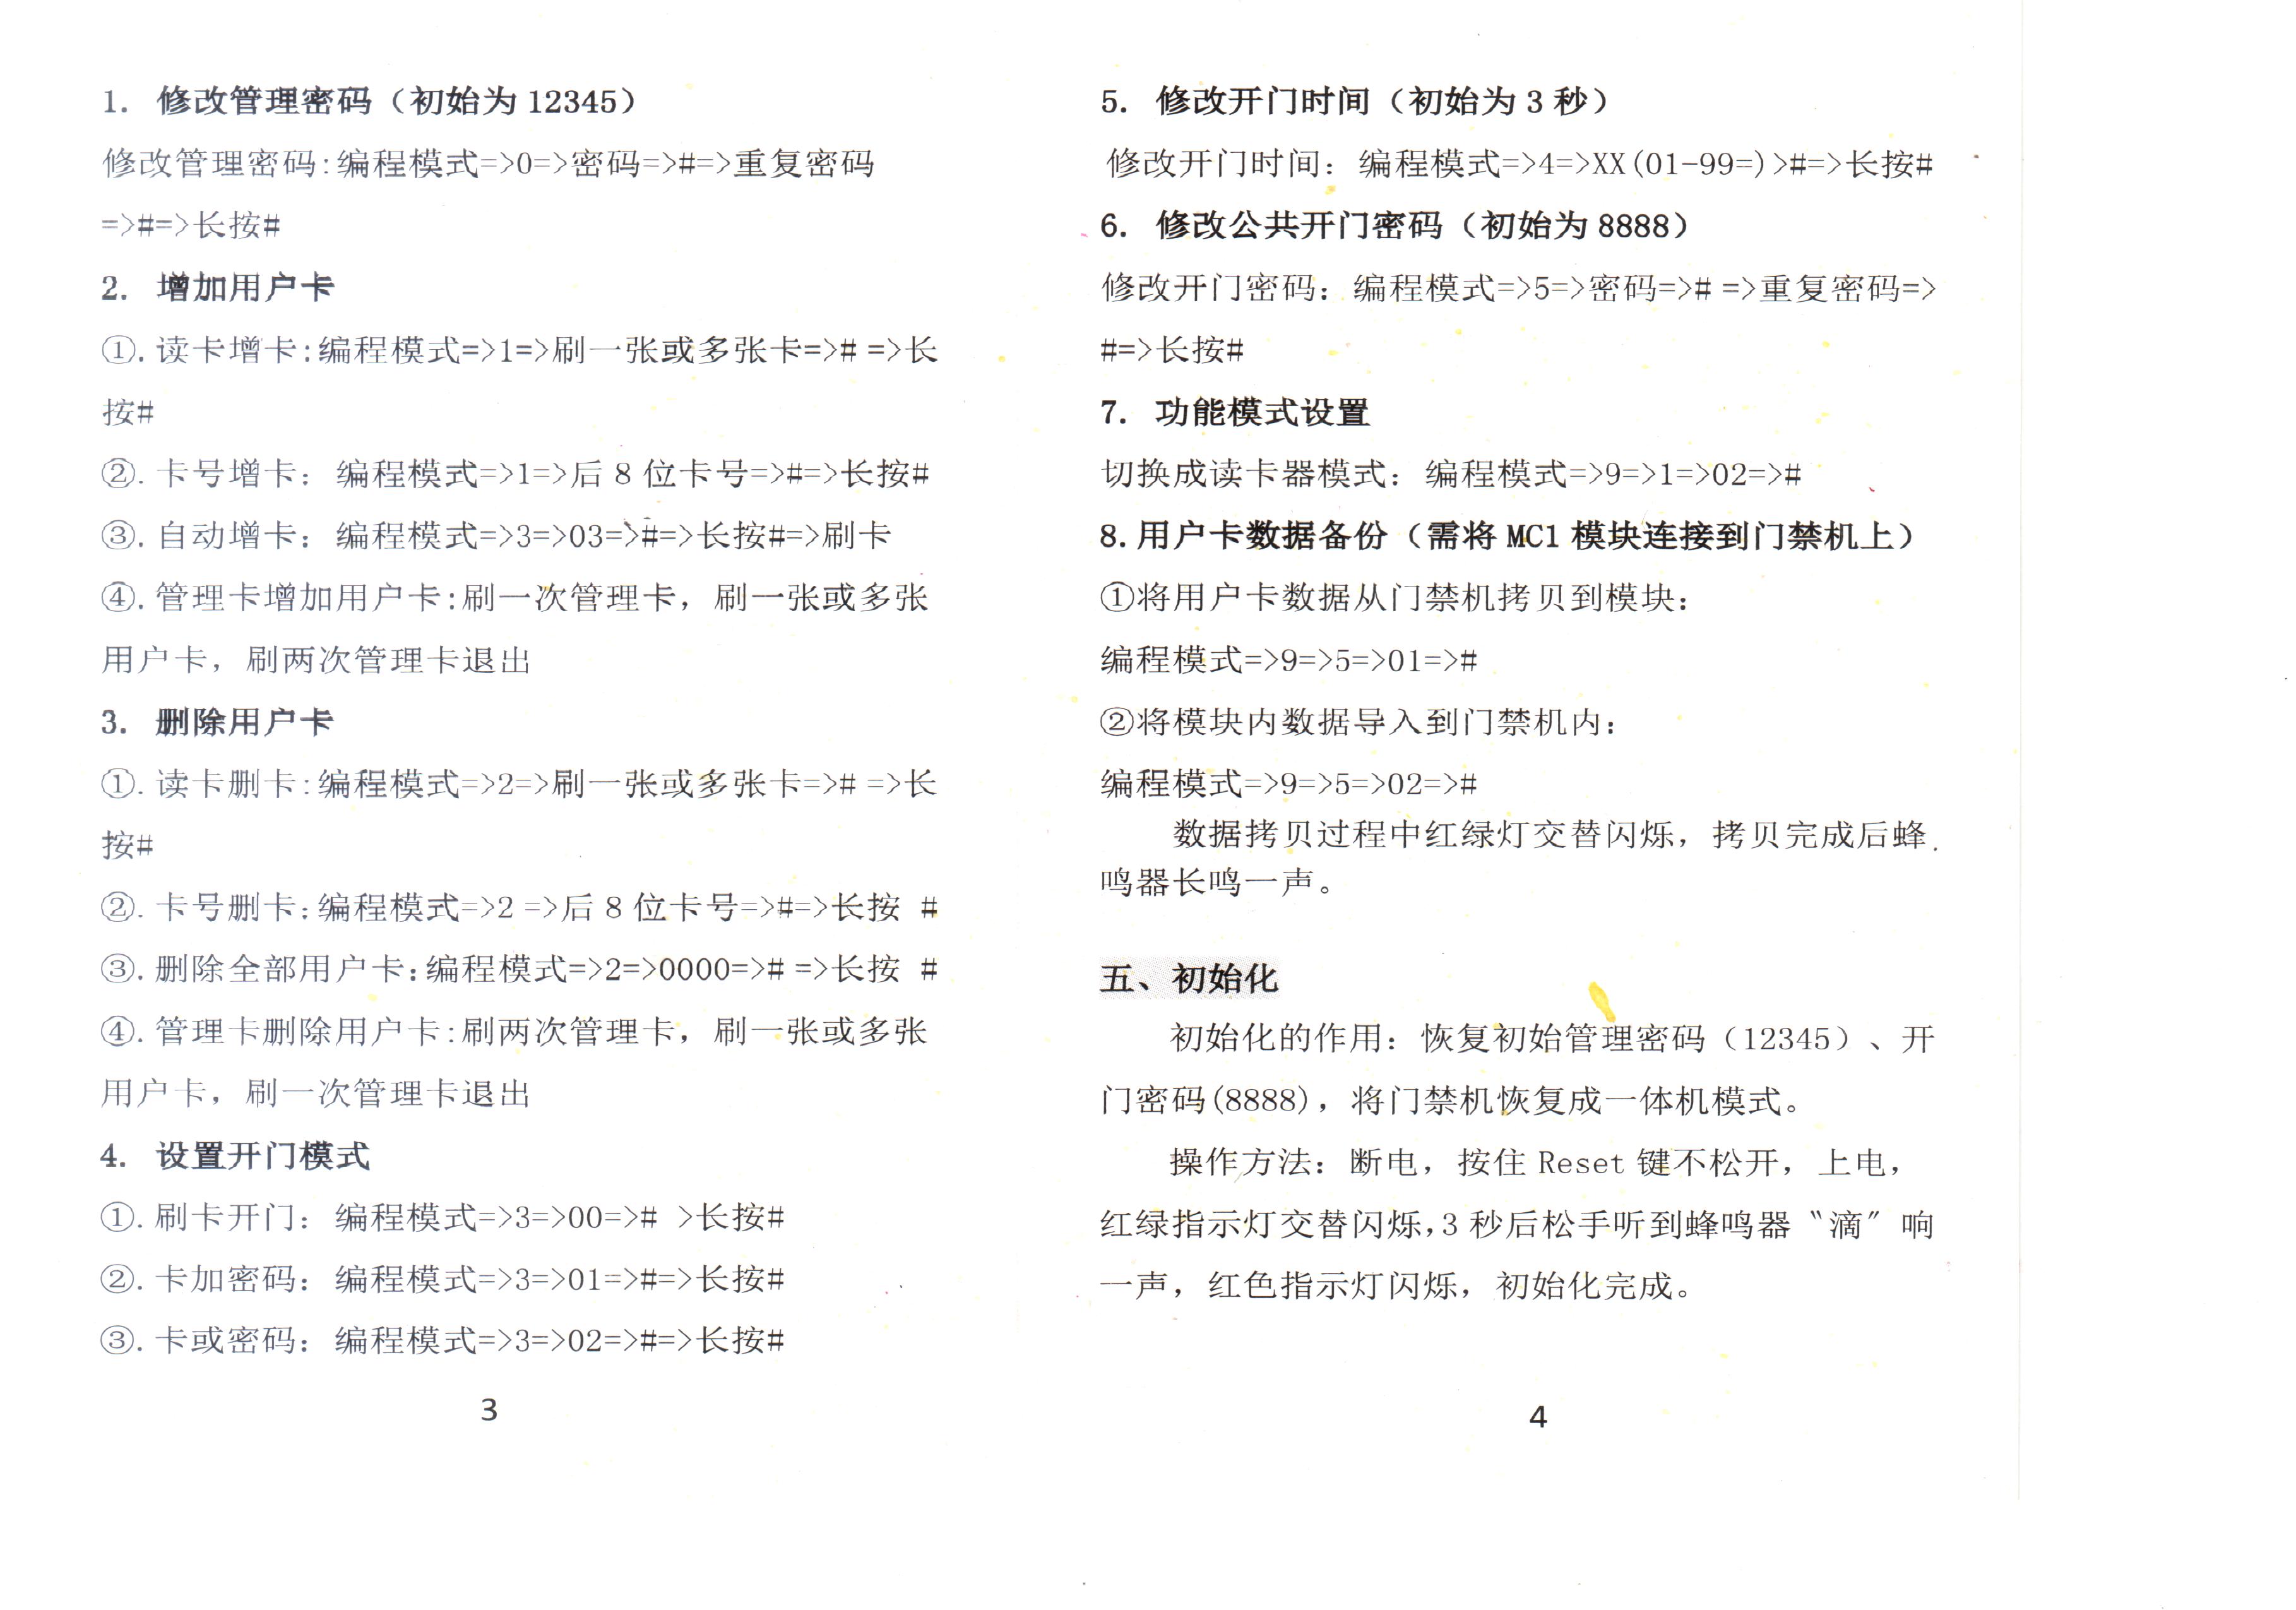 1. 修改管理密码（初始为 12345）
修改管理密码:编程模式=>0=>密码=>#=>重复密码
=>#=>长按#
2. 增加用户卡
①.读卡增卡:编程模式=>1=>刷一张或多张卡=># =>长
按#
②.卡号增卡：编程模式=>1=>后 8 位卡号=>#=>长按#
③.自动增卡：编程模式=>3=>03=>#=>长按#=>刷卡
④.管理卡增加用户卡:刷一次管理卡，刷一张或多张
用户卡，刷两次管理卡退出
3. 删除用户卡
①.读卡删卡:编程模式=>2=>刷一张或多张卡=># =>长
按#
②.卡号删卡:编程模式=>2 =>后 8 位卡号=>#=>长按 #
③.删除全部用户卡:编程模式=>2=>0000=># =>长按 #
④.管理卡删除用户卡:刷两次管理卡，刷一张或多张
用户卡，刷一次管理卡退出
4. 设置开门模式
①.刷卡开门：编程模式=>3=>00=># >长按#
②.卡加密码：编程模式=>3=>01=>#=>长按#
③.卡或密码：编程模式=>3=>02=>#=>长按#
3
5. 修改开门时间（初始为 3 秒）
修改开门时间：编程模式=>4=>XX(01-99=)>#=>长按#
6. 修改公共开门密码（初始为 8888）
修改开门密码：编程模式=>5=>密码=># =>重复密码=>
#=>长按#
7. 功能模式设置
切换成读卡器模式：编程模式=>9=>1=>02=>#
8.用户卡数据备份（需将 MC1 模块连接到门禁机上）
①将用户卡数据从门禁机拷贝到模块：
编程模式=>9=>5=>01=>#
②将模块内数据导入到门禁机内：
编程模式=>9=>5=>02=>#
数据拷贝过程中红绿灯交替闪烁，拷贝完成后蜂
鸣器长鸣一声。
五、初始化
初始化的作用：恢复初始管理密码（12345）、开
门密码(8888)，将门禁机恢复成一体机模式。
操作方法：断电，按住 Reset 键不松开，上电，
红绿指示灯交替闪烁,3 秒后松手听到蜂鸣器〝滴〞响
一声，红色指示灯闪烁，初始化完成。
4